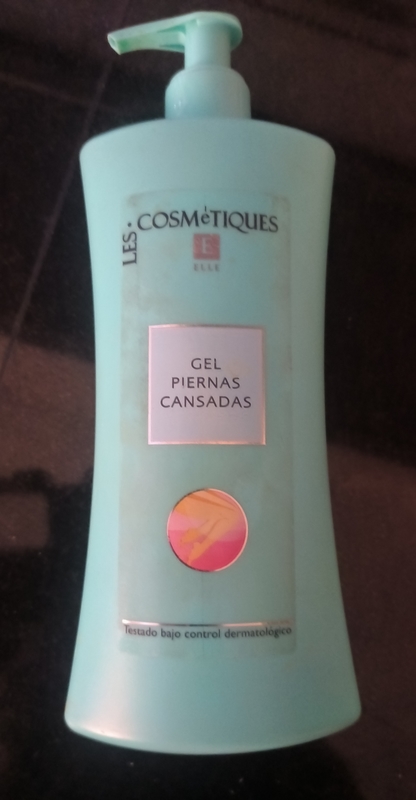 LES • COSMéTIQUES
E
ELLE
GEL
PIERNAS
CANSADAS
Testado bajo control dermatológico